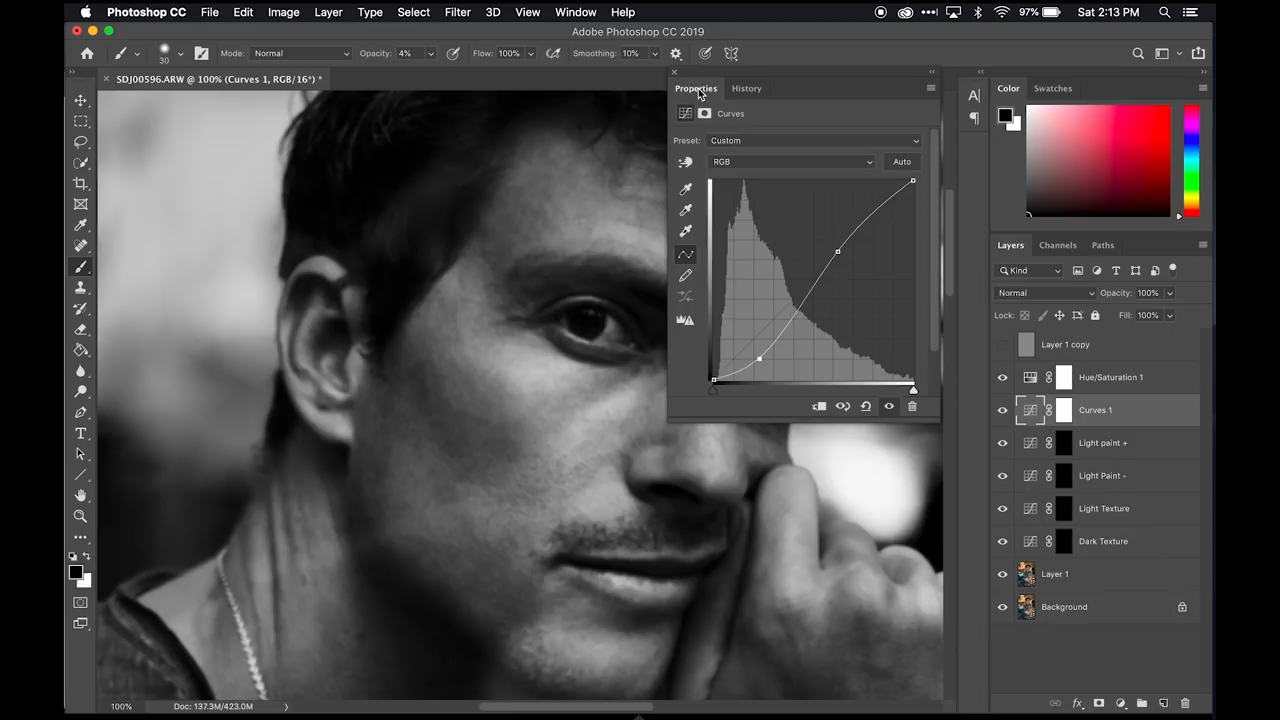 Photoshop CC File Edit Image Layer Type Select Filter 3D View Window Help 97% Sat 2:13 PM
Adobe Photoshop CC 2019
30 Mode: Normal Opacity: 4% Flow: 100% Smoothing: 10%
SDJ00596.ARW @ 100% (Curves 1, RGB/16*) *
Properties History
Curves
Preset: Custom
RGB Auto
Color Swatches
Layers Channels Paths
Kind
Normal Opacity: 100%
Lock: Fill: 100%
Layer 1 copy
Hue/Saturation 1
Curves 1
Light paint +
Light Paint -
Light Texture
Dark Texture
Layer 1
Background
100% Doc: 137.3M/423.0M